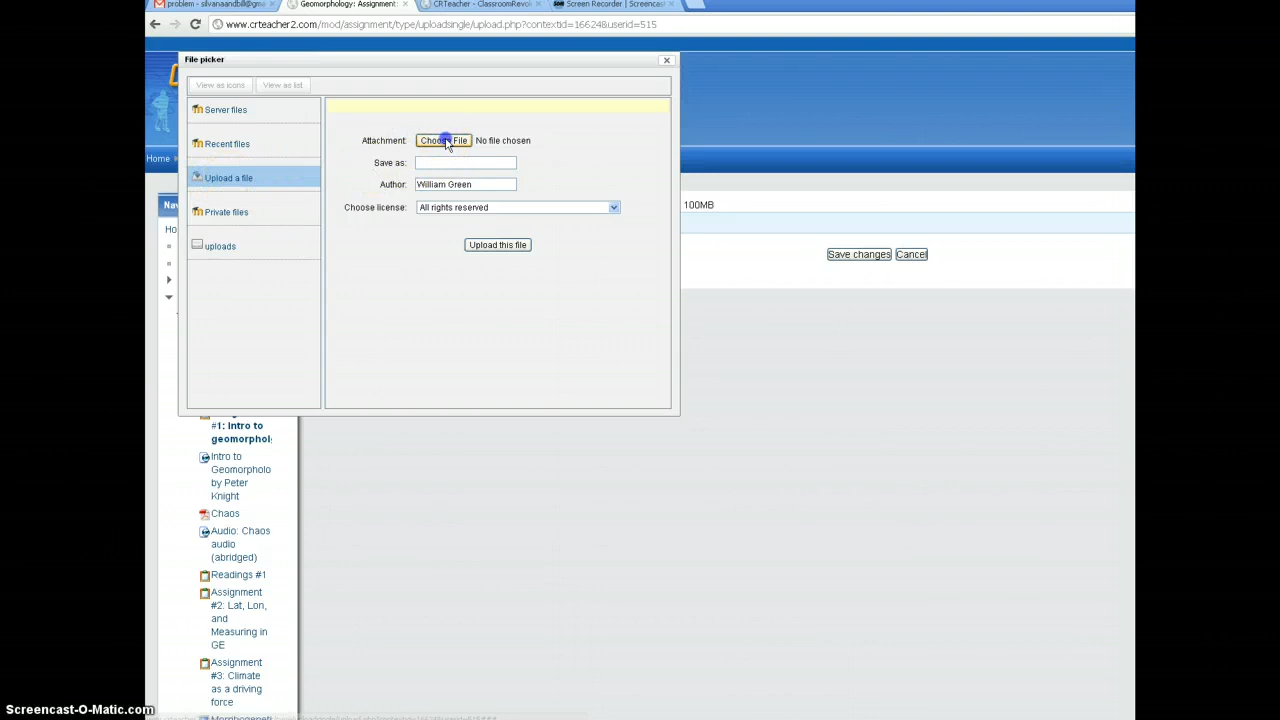 problem - silvanaandbill@gm
Geomorphology: Assignment
CRTeacher - ClassroomRevol
Screen Recorder | Screencast
www.crteacher2.com/mod/assignment/type/uploadsingle/upload.php?contextid=16624&userid=515
File picker
View as icons
View as list
Server files
Recent files
Upload a file
Private files
uploads
Attachment: Choose File No file chosen
Save as:
Author: William Green
Choose license: All rights reserved
Upload this file
100MB
Save changes Cancel
Home
Nav
Ho
#1: Intro to
geomorphol
Intro to
Geomorpholo
by Peter
Knight
Chaos
Audio: Chaos
audio
(abridged)
Readings #1
Assignment
#2: Lat, Lon,
and
Measuring in
GE
Assignment
#3: Climate
as a driving
force
Morphogeneti
Screencast-O-Matic.com